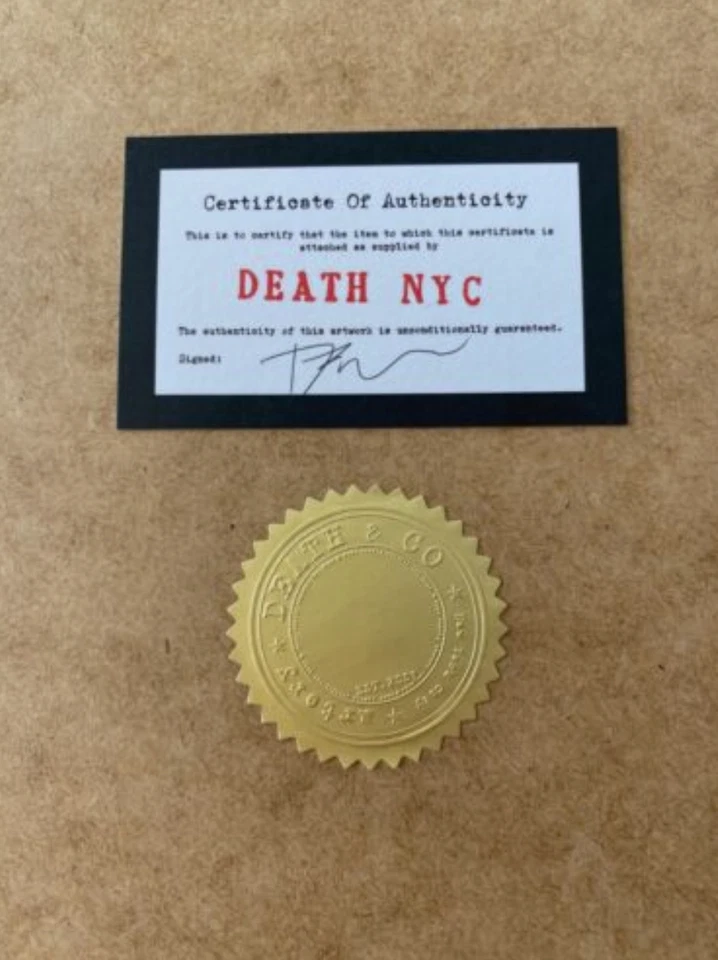 Certificate Of Authenticity
This is to certify that the item to which this certificate is
attached as supplied by
DEATH NYC
The authenticity of this artwork is unconditionally guaranteed.
Signed:
DEATH & CO